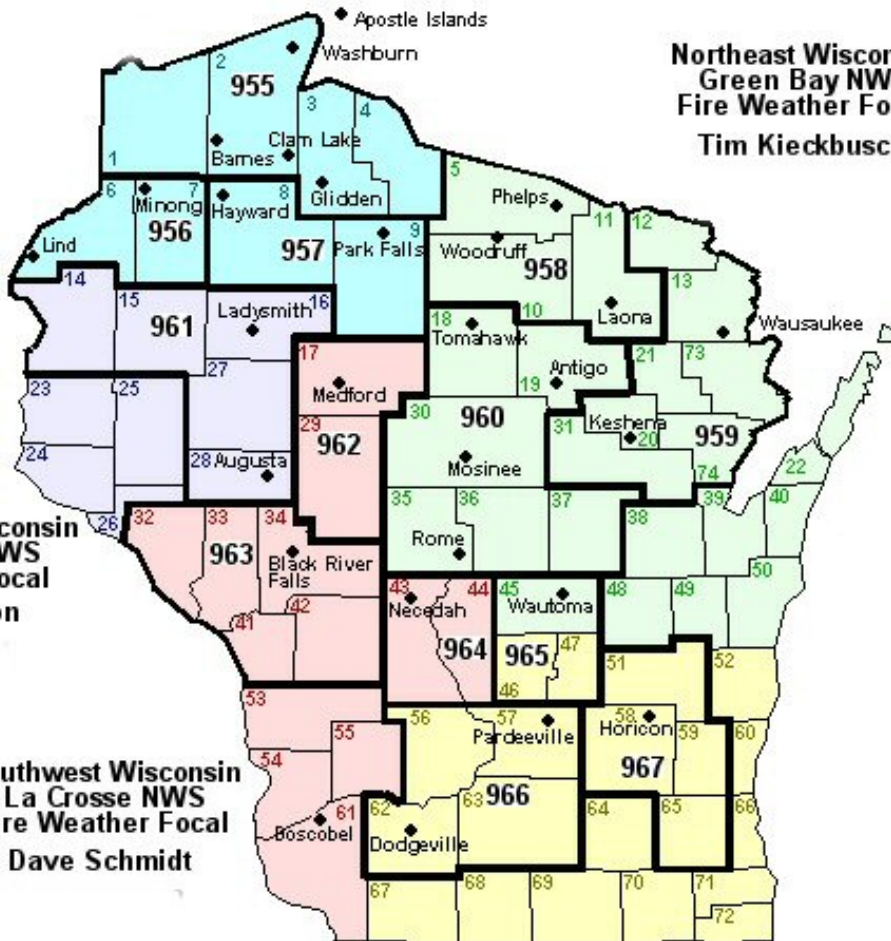 Apostle Islands
Washburn
2
955
3
4
Clam Lake
Barnes
1
Glidden
5
6
Minong
7
Hayward
8
956
957
Lind
Park Falls
9
Phelps
11
12
Woodruff
958
10
13
Laona
Wausaukee
14
15
961
Ladysmith
16
18
Tomahawk
17
27
Medford
19
Antigo
21
73
23
25
29
962
30
960
31
Keshena
20
959
24
28
Augusta
Mosinee
74
22
26
32
33
34
963
Black River
Falls
35
36
37
Rome
38
39
40
41
42
43
44
Necedah
964
45
Wautoma
965
46
47
48
49
50
51
52
53
55
54
56
57
Pardeeville
58
Horicon
59
60
967
61
Boscobel
62
63
966
Dodgeville
64
65
66
67
68
69
70
71
72
Northeast Wiscon
Green Bay NW
Fire Weather Fo
Tim Kieckbusc
consin
WS
ocal
on
uthwest Wisconsin
La Crosse NWS
re Weather Focal
Dave Schmidt